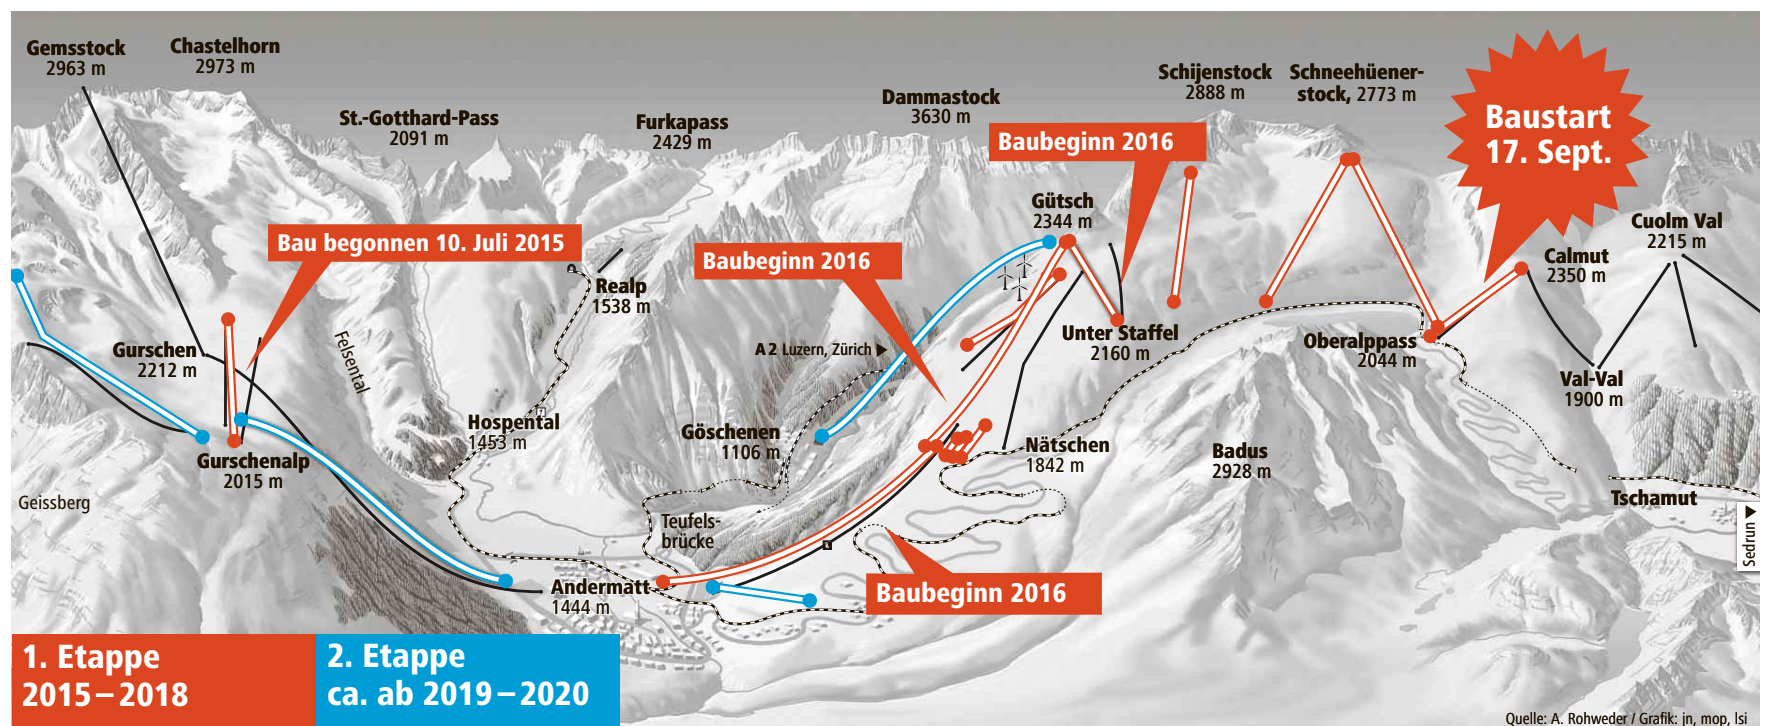 Gemsstock
2963 m
Chastelhorn
2973 m
St.-Gotthard-Pass
2091 m
Furkapass
2429 m
Dammastock
3630 m
Schijenstock
2888 m
Schneehüener-
stock, 2773 m
Baustart
17. Sept.
Baubeginn 2016
Gütsch
2344 m
Cuolm Val
2215 m
Bau begonnen 10. Juli 2015
Baubeginn 2016
Calmut
2350 m
Realp
1538 m
Gurschen
2212 m
Felsental
A 2 Luzern, Zürich
Unter Staffel
2160 m
Oberalppass
2044 m
Val-Val
1900 m
Hospental
1453 m
Göschenen
1106 m
Nätschen
1842 m
Badus
2928 m
Gurschenalp
2015 m
Geissberg
Teufels-
brücke
Tschamut
Sedrun
Andermatt
1444 m
Baubeginn 2016
1. Etappe
2015 – 2018
2. Etappe
ca. ab 2019 – 2020
Quelle: A. Rohweder / Grafik: jn, mop, lsi